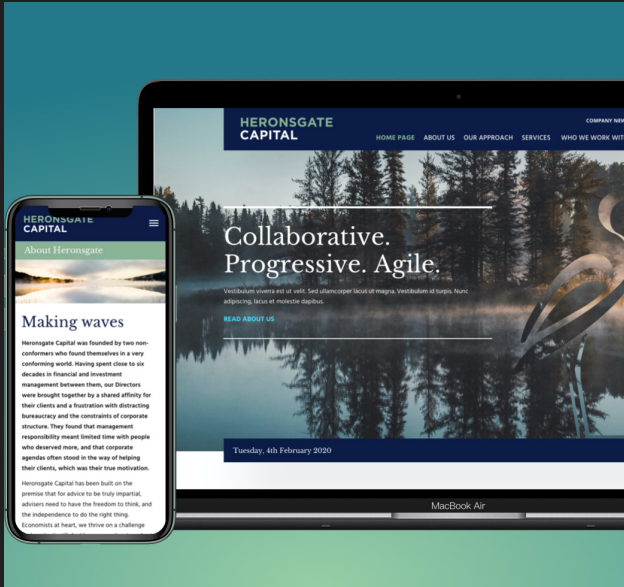 HERONSGATE
CAPITAL
COMPANY NEW
HOME PAGE ABOUT US OUR APPROACH SERVICES WHO WE WORK WIT
Collaborative.
Progressive. Agile.
Vestibulum viverra est ut velit. Sed ullamcorper lacus ut magna. Vestibulum id turpis. Nunc
adipiscing, lacus et molestie dapibus.
READ ABOUT US
Tuesday, 4th February 2020
MacBook Air
HERONSGATE
CAPITAL
About Heronsgate
Making waves
Heronsgate Capital was founded by two non-
conformers who found themselves in a very
conforming world. Having spent close to six
decades in financial and investment
management between them, our Directors
were brought together by a shared affinity for
their clients and a frustration with distracting
bureaucracy and the constraints of corporate
structure. They found that management
responsibility meant limited time with people
who deserved more, and that corporate
agendas often stood in the way of helping
their clients, which was their true motivation.
Heronsgate Capital has been built on the
premise that for advice to be truly impartial,
advisers need to have the freedom to think, and
the independence to do the right thing.
Economists at heart, we thrive on a challenge